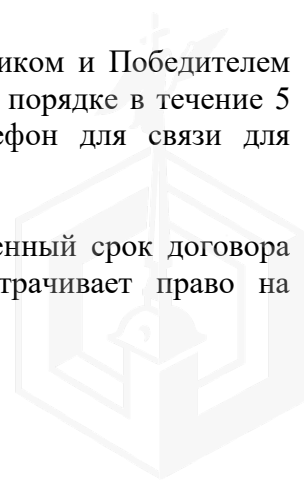 иком и Победителем
порядке в течение 5
ефон для связи для
енный срок договора
трачивает право на